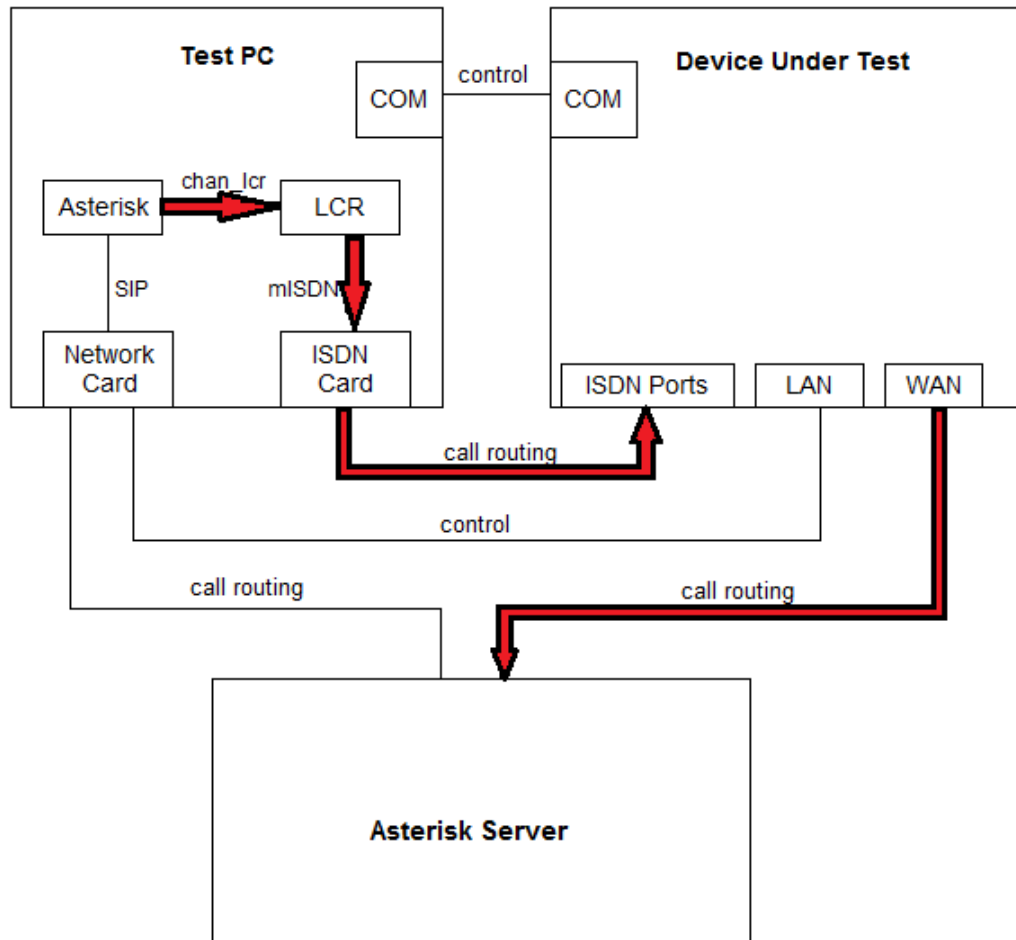 Test PC
Device Under Test
control
COM
COM
chan_lcr
Asterisk
LCR
SIP
mISDN
Network
Card
ISDN
Card
ISDN Ports
LAN
WAN
call routing
control
call routing
call routing
Asterisk Server